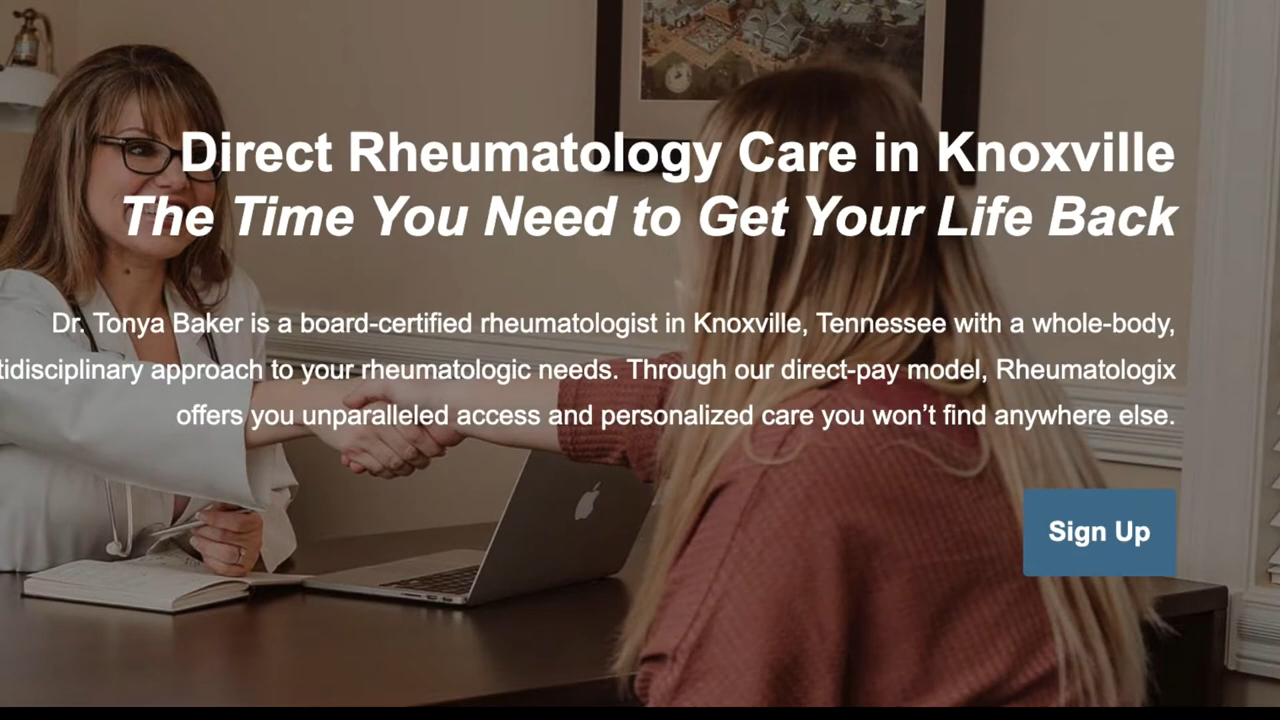 Direct Rheumatology Care in Knoxville
The Time You Need to Get Your Life Back
Dr. Tonya Baker is a board-certified rheumatologist in Knoxville, Tennessee with a whole-body,
tidisciplinary approach to your rheumatologic needs. Through our direct-pay model, Rheumatologix
offers you unparalleled access and personalized care you won’t find anywhere else.
Sign Up